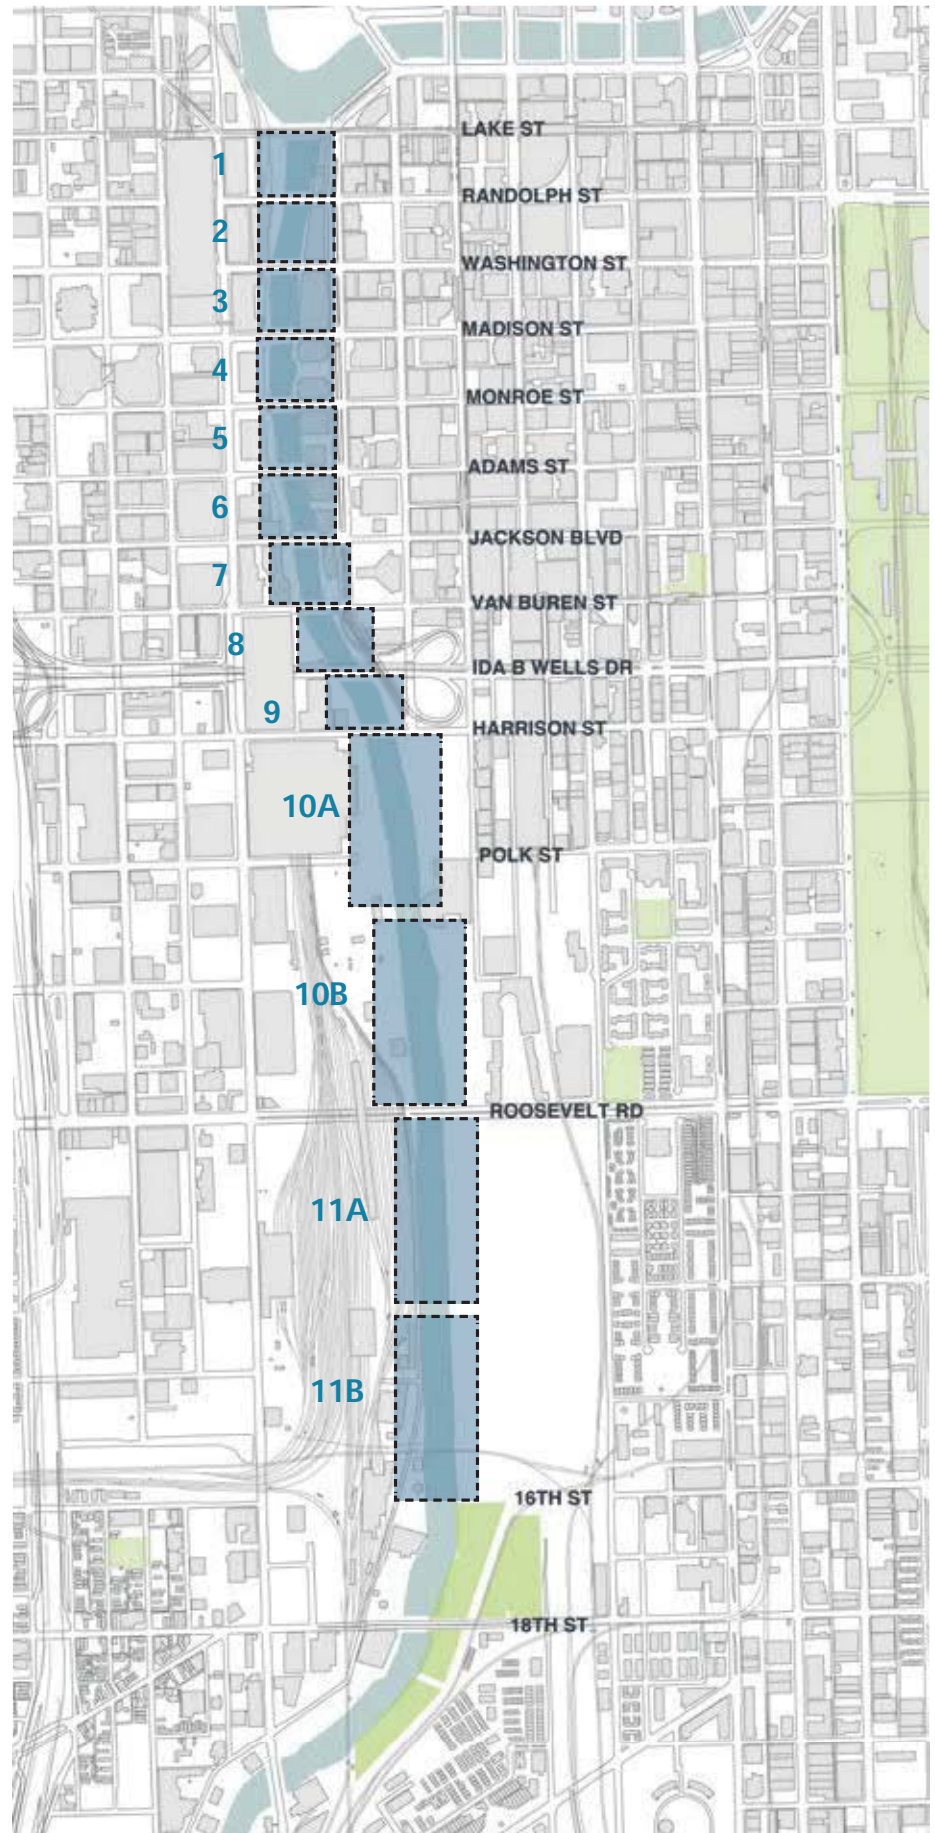 LAKE ST
1
RANDOLPH ST
2
WASHINGTON ST
3
MADISON ST
4
MONROE ST
5
ADAMS ST
6
JACKSON BLVD
7
VAN BUREN ST
8
IDA B WELLS DR
9
HARRISON ST
10A
POLK ST
10B
ROOSEVELT RD
11A
11B
16TH ST
18TH ST